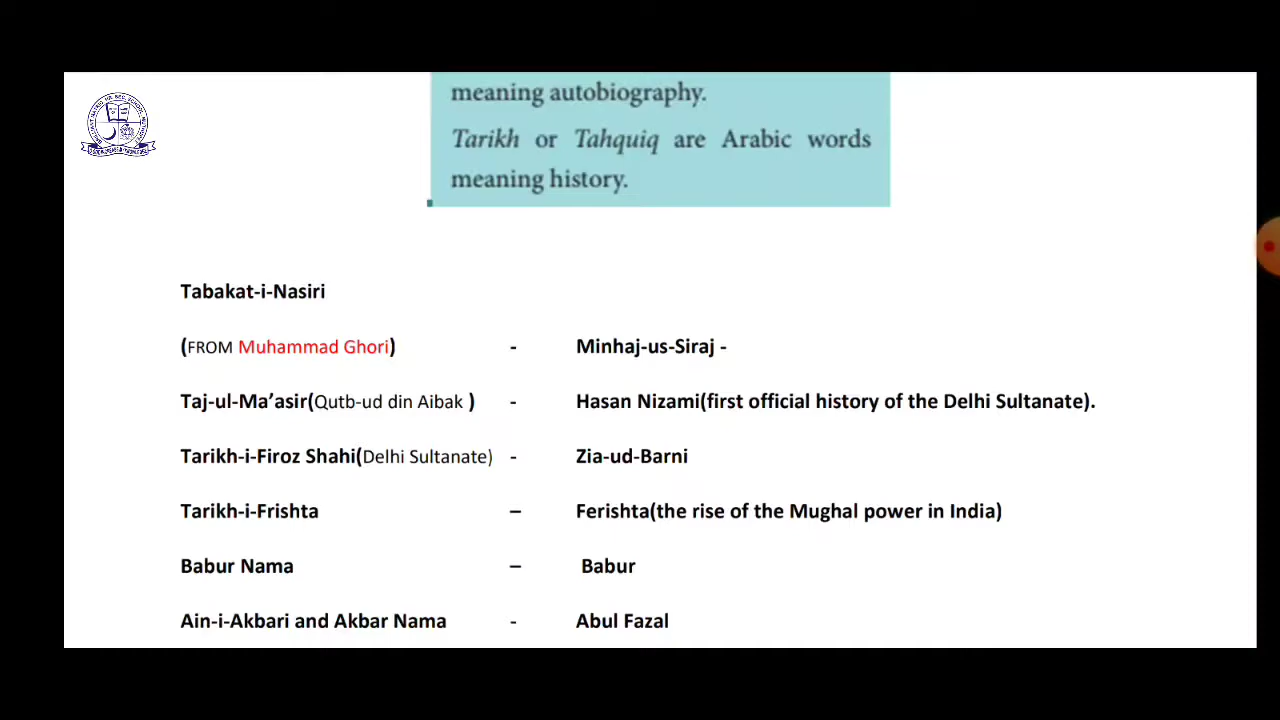 meaning autobiography.
Tarikh or Tahquiq are Arabic words
meaning history.
Tabakat-i-Nasiri
(FROM Muhammad Ghori) - Minhaj-us-Siraj -
Taj-ul-Ma’asir(Qutb-ud din Aibak ) - Hasan Nizami(first official history of the Delhi Sultanate).
Tarikh-i-Firoz Shahi(Delhi Sultanate) - Zia-ud-Barni
Tarikh-i-Frishta – Ferishta(the rise of the Mughal power in India)
Babur Nama – Babur
Ain-i-Akbari and Akbar Nama - Abul Fazal